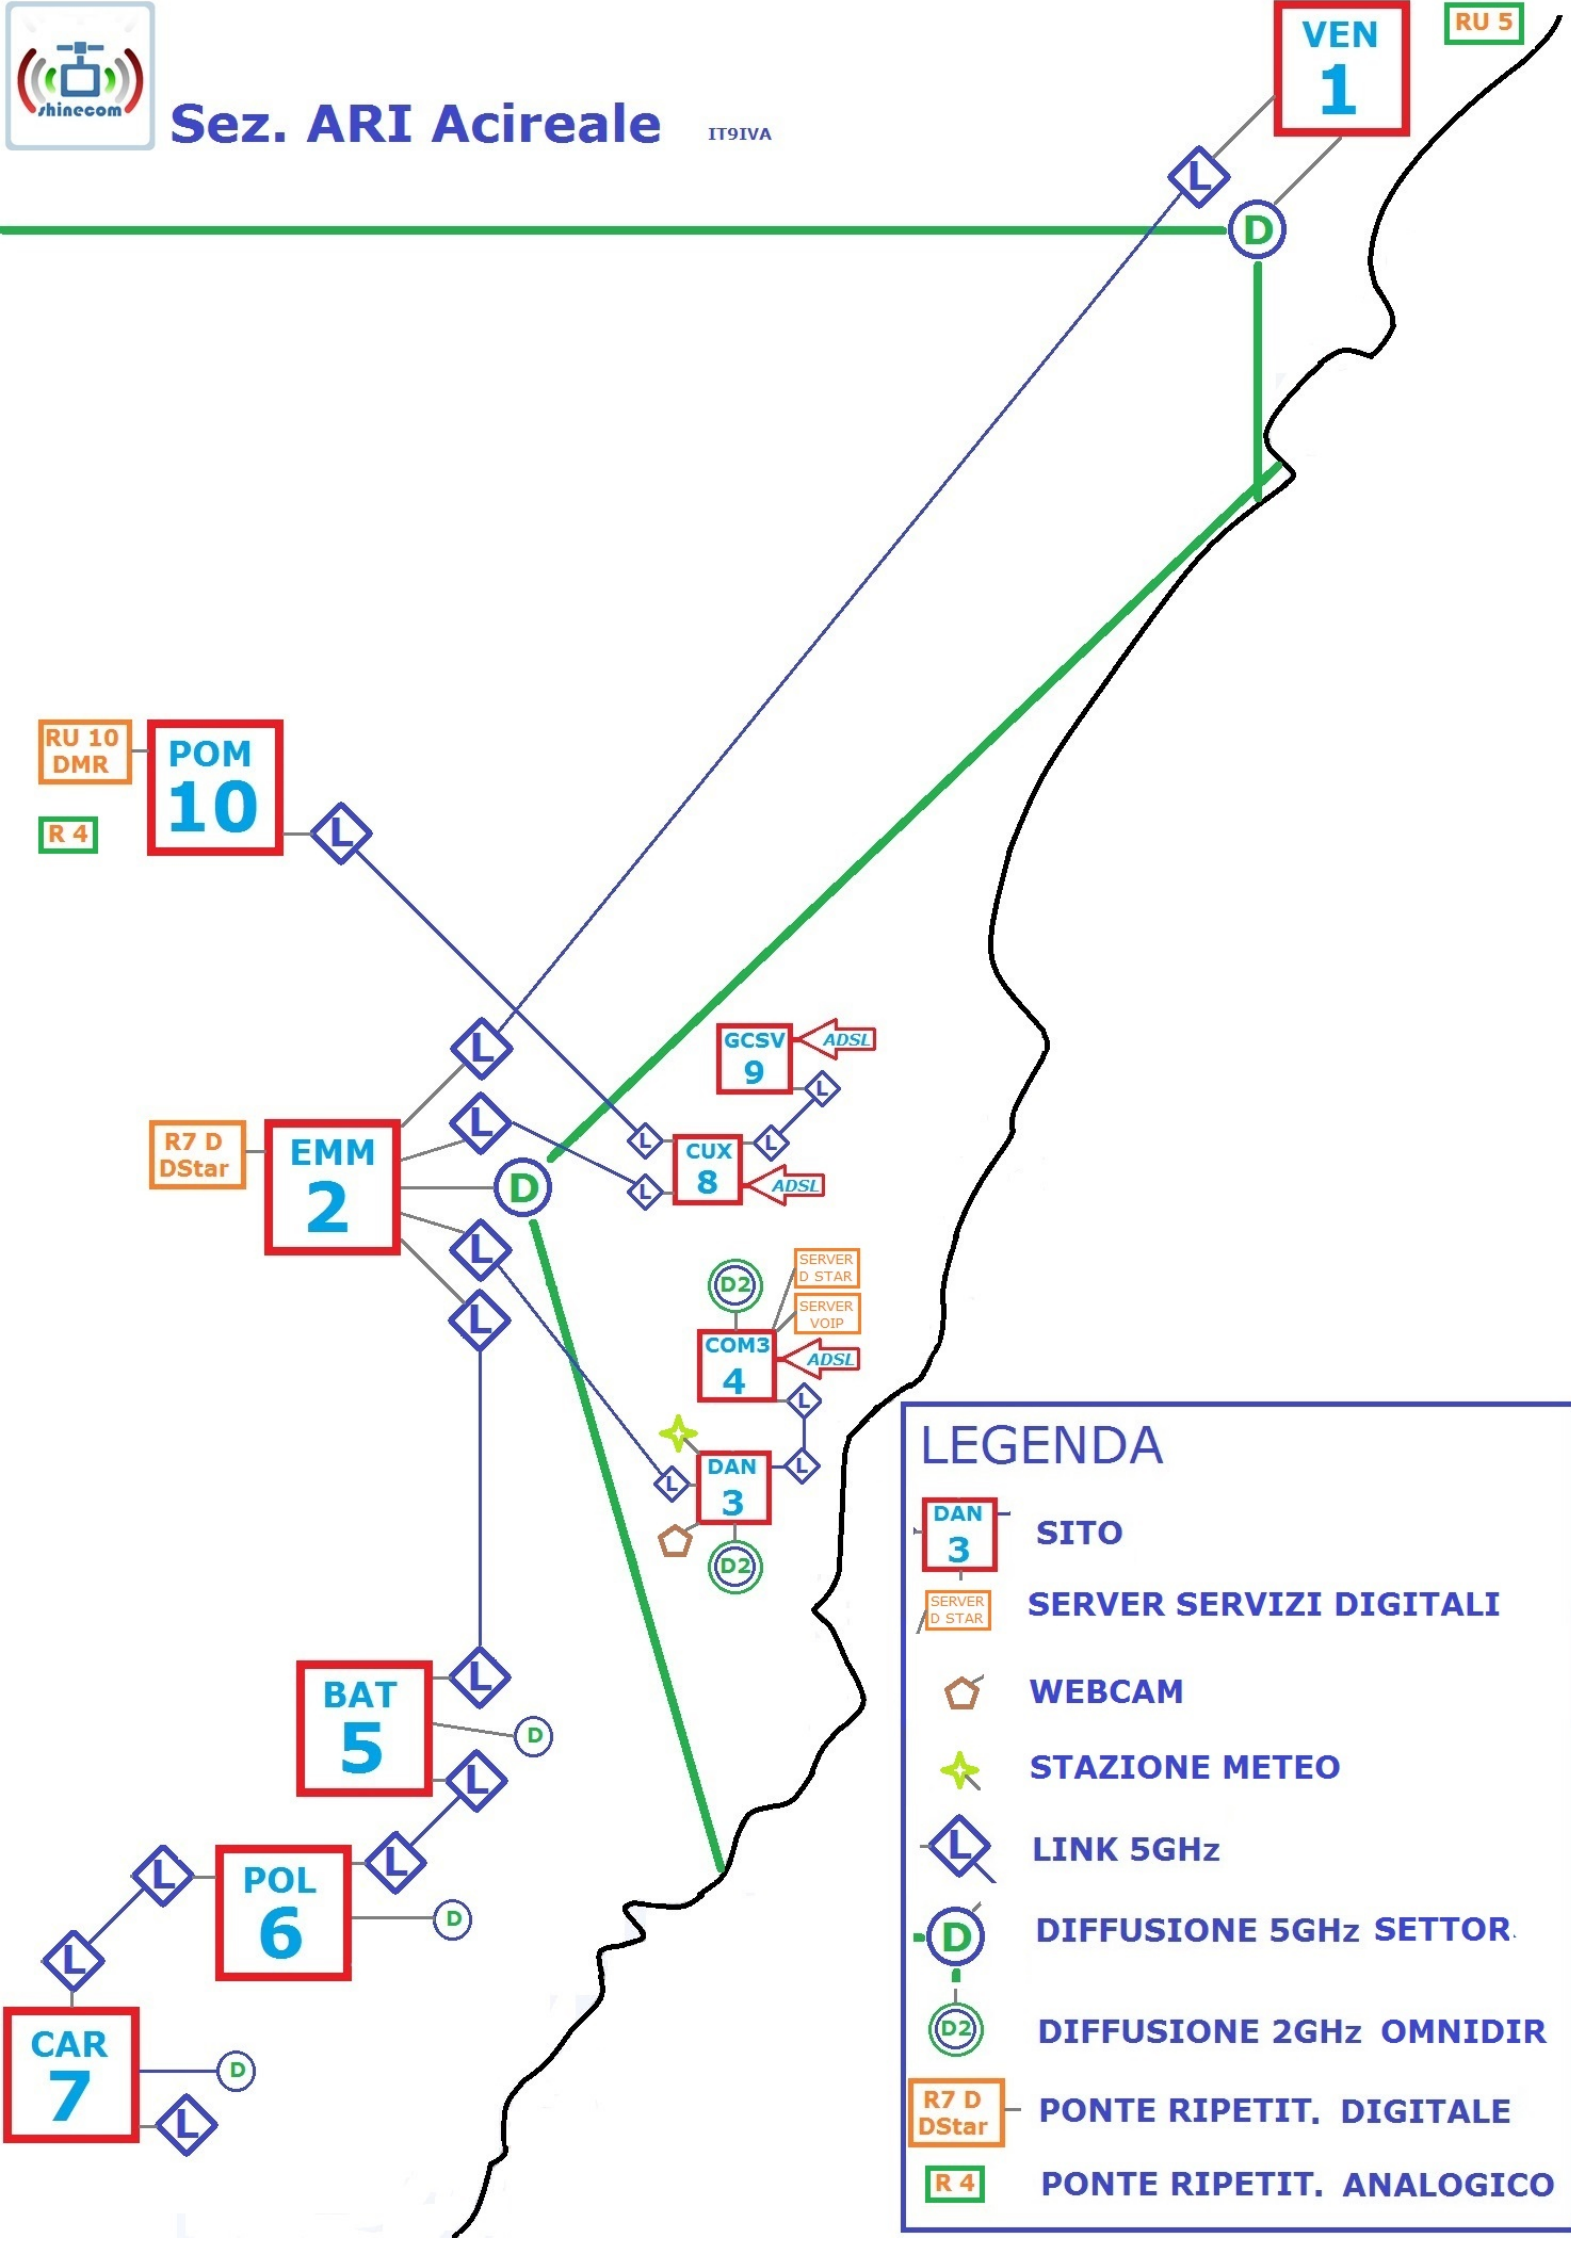 VEN
1
RU 5
shinecom
Sez. ARI Acireale
IT9IVA
L
D
RU 10
DMR
POM
10
R 4
L
L
GCSV
9
ADSL
L
L
R7 D
DStar
EMM
2
D
L
L
CUX
8
L
ADSL
L
L
D2
SERVER
D STAR
SERVER
VOIP
COM3
4
ADSL
L
DAN
3
L
L
D2
BAT
5
L
D
L
POL
6
L
L
D
L
CAR
7
D
L
LEGENDA
DAN
3
SITO
SERVER
D STAR
SERVER SERVIZI DIGITALI
WEBCAM
STAZIONE METEO
L
LINK 5GHz
D
DIFFUSIONE 5GHz SETTOR.
D2
DIFFUSIONE 2GHz OMNIDIR
R7 D
DStar
PONTE RIPETIT. DIGITALE
R 4
PONTE RIPETIT. ANALOGICO